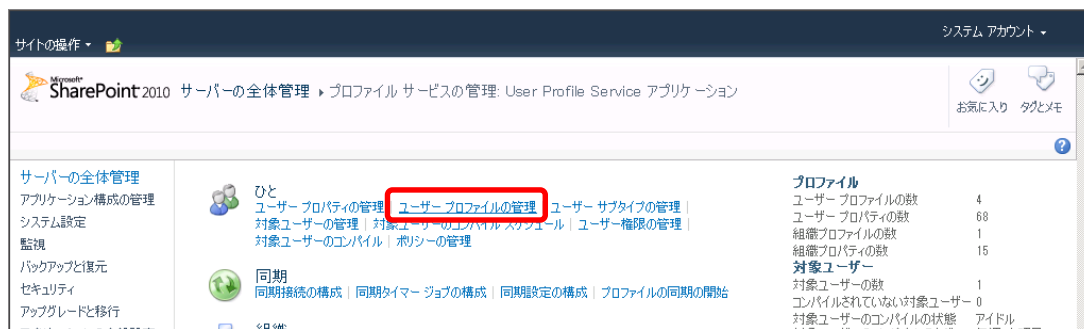 システム アカウント
サイトの操作
Microsoft
SharePoint 2010 サーバーの全体管理 ▸ プロファイル サービスの管理: User Profile Service アプリケーション
お気に入り タグとメモ
サーバーの全体管理
アプリケーション構成の管理
システム設定
監視
バックアップと復元
セキュリティ
アップグレードと移行
ひと
ユーザー プロパティの管理 | ユーザー プロファイルの管理 | ユーザー サブタイプの管理 |
対象ユーザーの管理 | 対象ユーザーのコンパイル スケジュール | ユーザー権限の管理 |
対象ユーザーのコンパイル | ポリシーの管理
同期
同期接続の構成 | 同期タイマー ジョブの構成 | 同期設定の構成 | プロファイルの同期の開始
組織
プロファイル
ユーザー プロファイルの数 4
ユーザー プロパティの数 68
組織プロファイルの数 1
組織プロパティの数 15
対象ユーザー
対象ユーザーの数 1
コンパイルされていない対象ユーザー 0
対象ユーザーのコンパイルの状態 アイドル